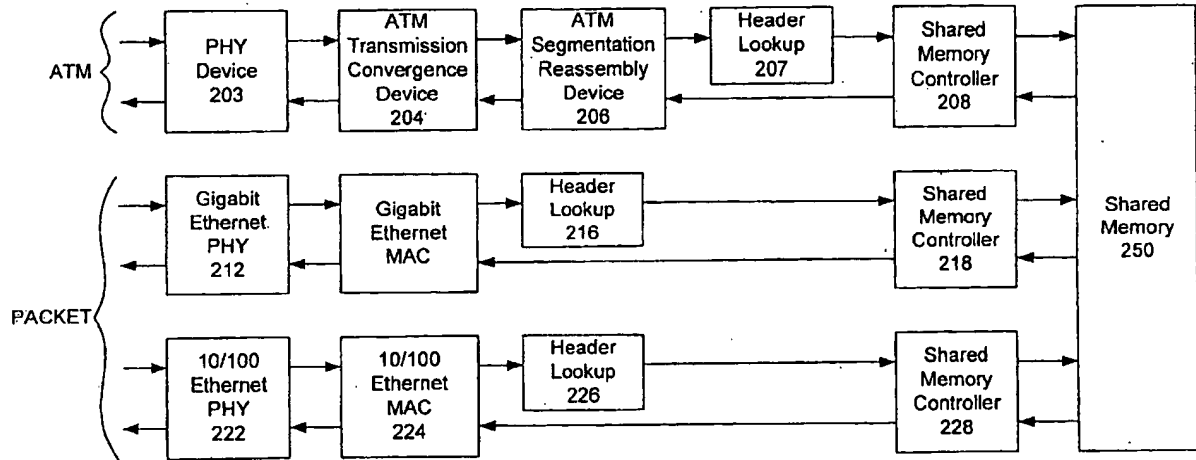 ATM
PHY
Device
203
ATM
Transmission
Convergence
Device
204
ATM
Segmentation
Reassembly
Device
206
Header
Lookup
207
Shared
Memory
Controller
208
PACKET
Gigabit
Ethernet
PHY
212
Gigabit
Ethernet
MAC
Header
Lookup
216
Shared
Memory
Controller
218
Shared
Memory
250
10/100
Ethernet
PHY
222
10/100
Ethernet
MAC
224
Header
Lookup
226
Shared
Memory
Controller
228